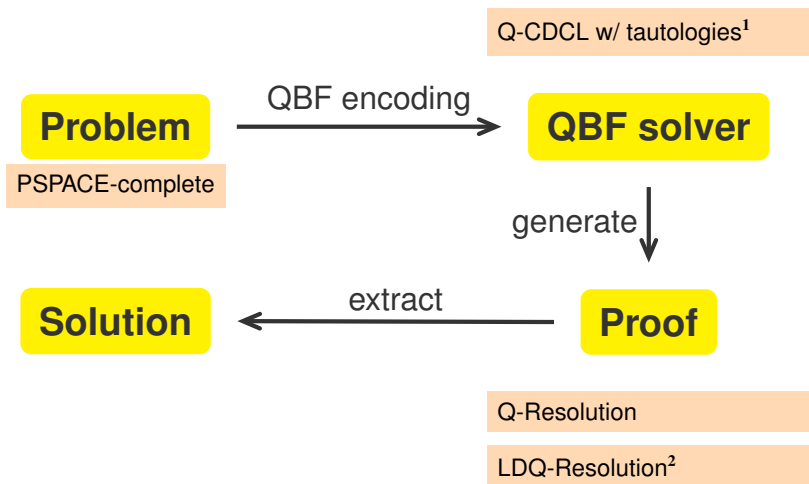 Q-CDCL w/ tautologies¹
QBF encoding
Problem
QBF solver
PSPACE-complete
generate
extract
Solution
Proof
Q-Resolution
LDQ-Resolution²